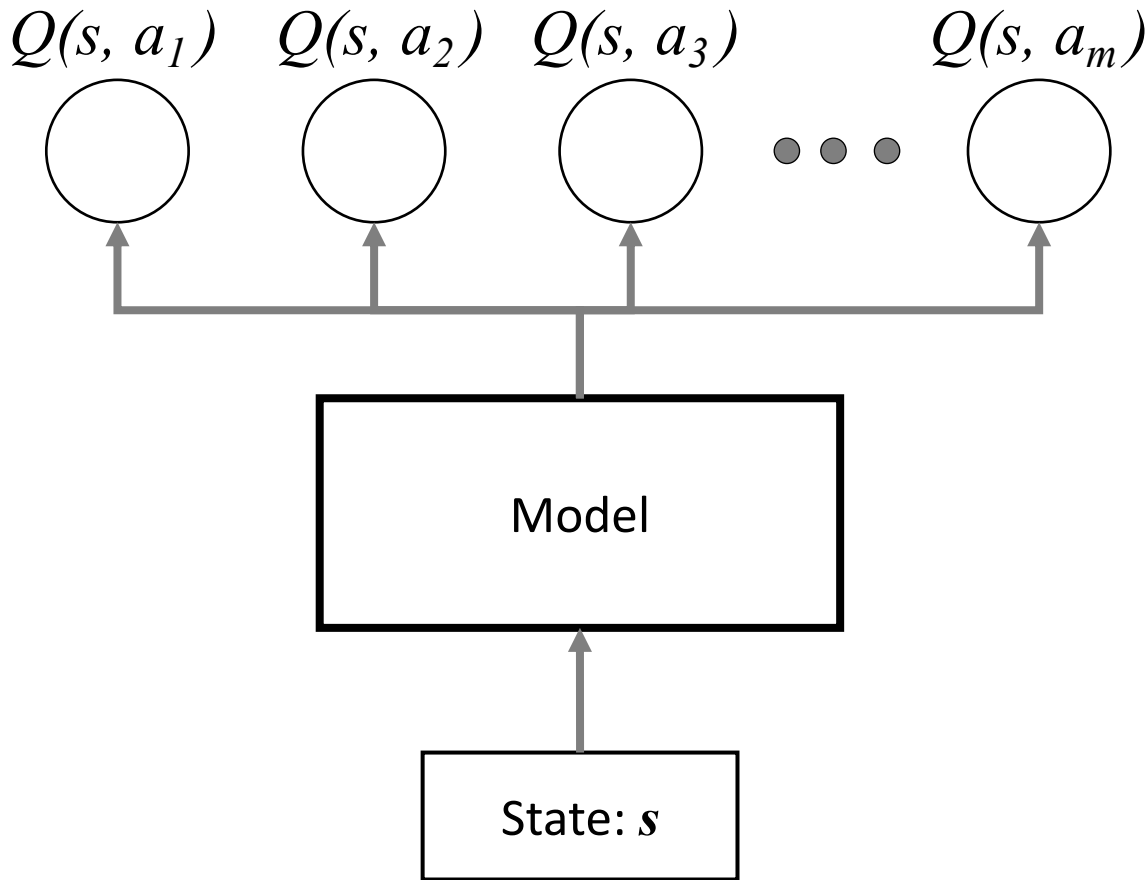 Q(s, a1) Q(s, a2) Q(s, a3) Q(s, am)
Model
State: s